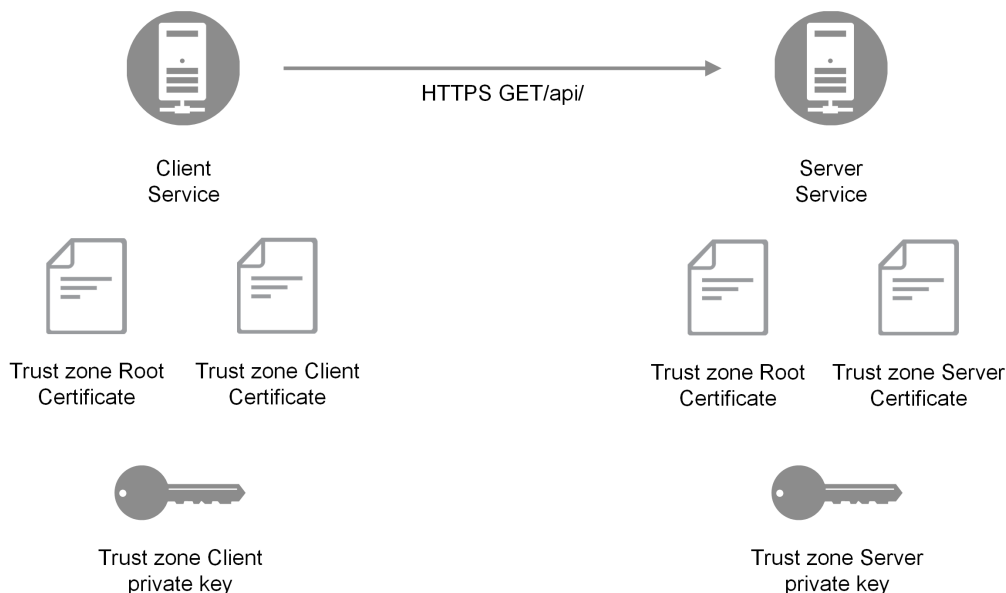 HTTPS GET/api/
Client
Service
Server
Service
Trust zone Root
Certificate
Trust zone Client
Certificate
Trust zone Root
Certificate
Trust zone Server
Certificate
Trust zone Client
private key
Trust zone Server
private key